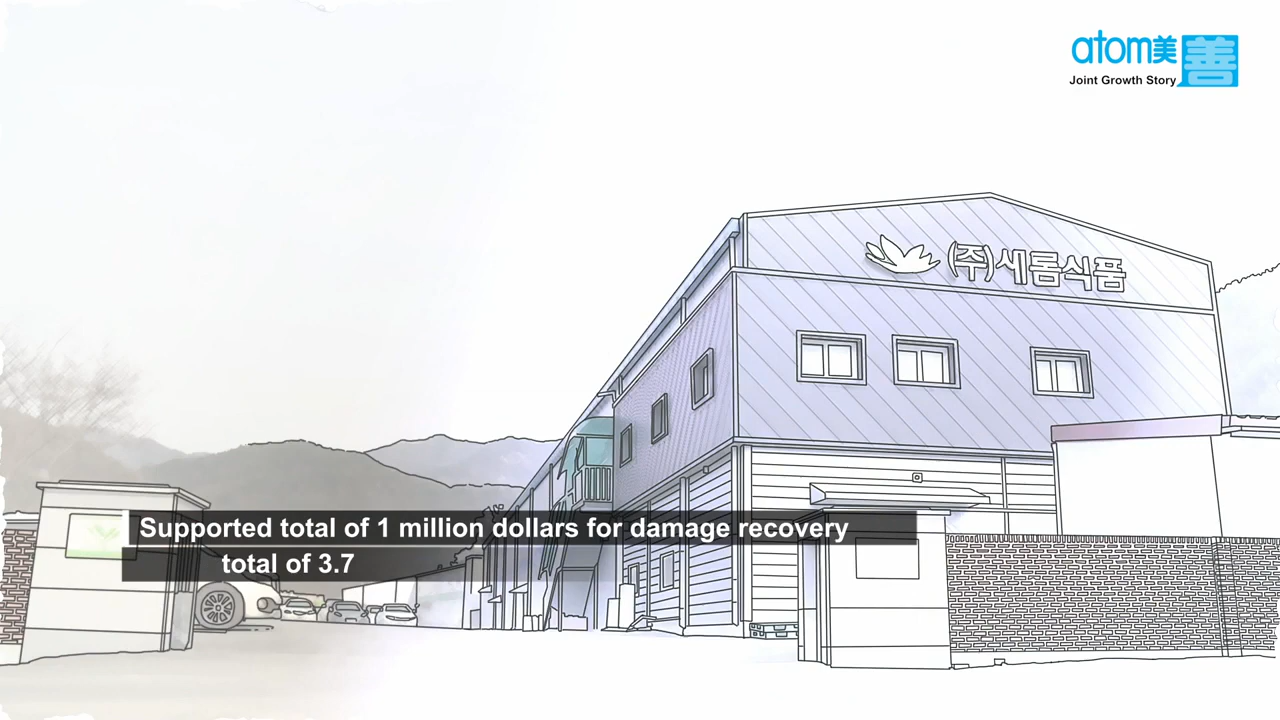 atom美 善
Joint Growth Story
(주)세롬식품
Supported total of 1 million dollars for damage recovery
total of 3.7